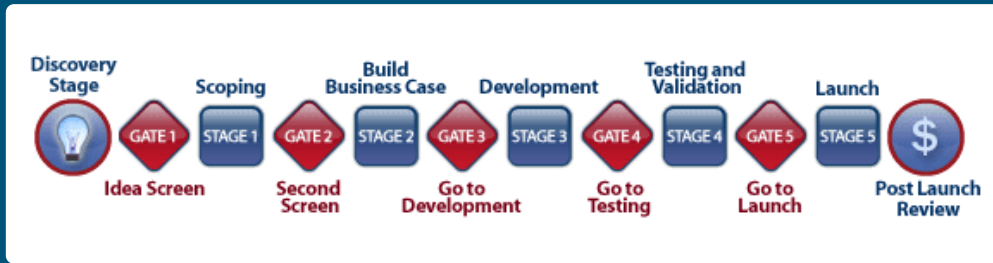 Discovery
Stage
Scoping
Build
Business Case
Development
Testing and
Validation
Launch
GATE 1
STAGE 1
GATE 2
STAGE 2
GATE 3
STAGE 3
GATE 4
STAGE 4
GATE 5
STAGE 5
$
Idea Screen
Second
Screen
Go to
Development
Go to
Testing
Go to
Launch
Post Launch
Review